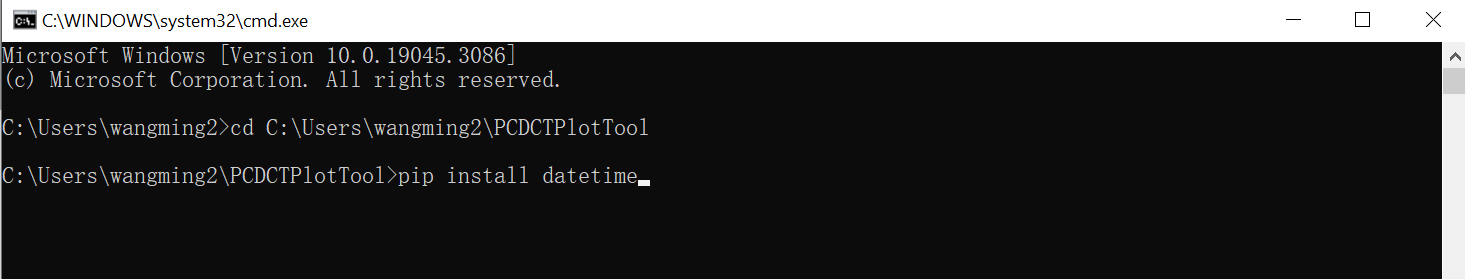 C:\WINDOWS\system32\cmd.exe
Microsoft Windows [Version 10.0.19045.3086]
(c) Microsoft Corporation. All rights reserved.
C:\Users\wangming2>cd C:\Users\wangming2\PCDCTPlotTool
C:\Users\wangming2\PCDCTPlotTool>pip install datetime